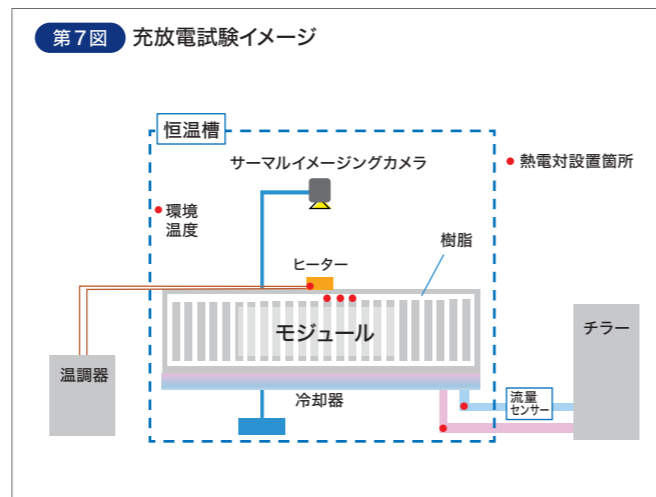 第7図 充放電試験イメージ
恒温槽
サーマルイメージングカメラ
熱電対設置箇所
環境
温度
樹脂
ヒーター
モジュール
チラー
温調器
冷却器
流量
センサー